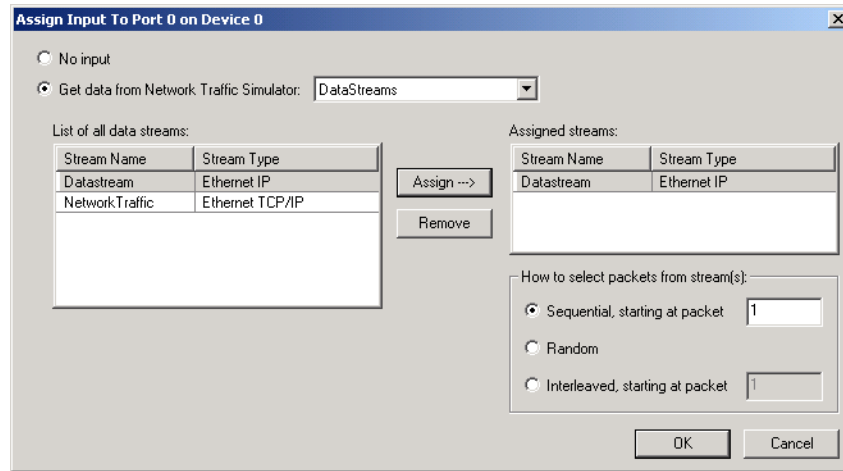 Assign Input To Port 0 on Device 0
No input
Get data from Network Traffic Simulator: DataStreams
List of all data streams:
Stream Name Stream Type
Datastream Ethernet IP
NetworkTraffic Ethernet TCP/IP
Assign --->
Remove
Assigned streams:
Stream Name Stream Type
Datastream Ethernet IP
How to select packets from stream(s):
Sequential, starting at packet 1
Random
Interleaved, starting at packet 1
OK Cancel